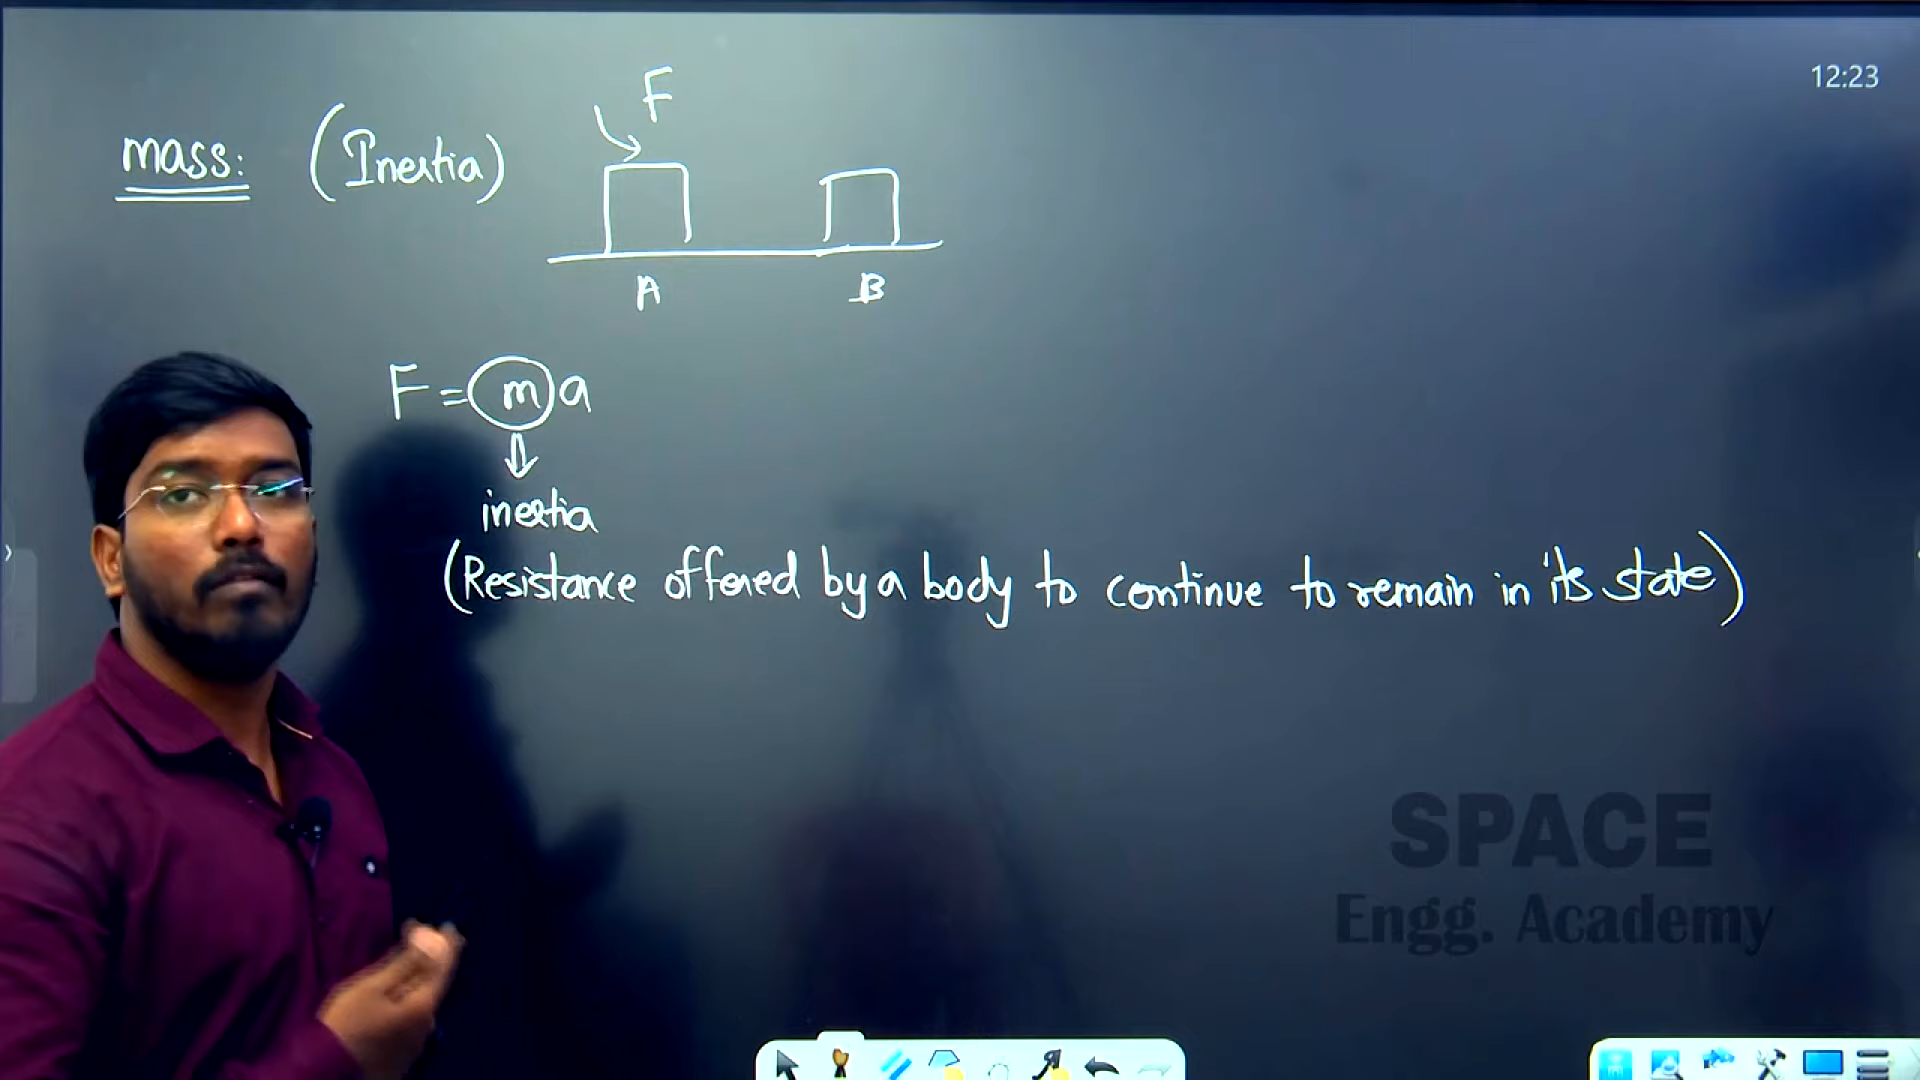 12:23
mass: (Inertia)
F
A B
F = m a
inertia
(Resistance offered by a body to continue to remain in its state)
SPACE
Engg. Academy